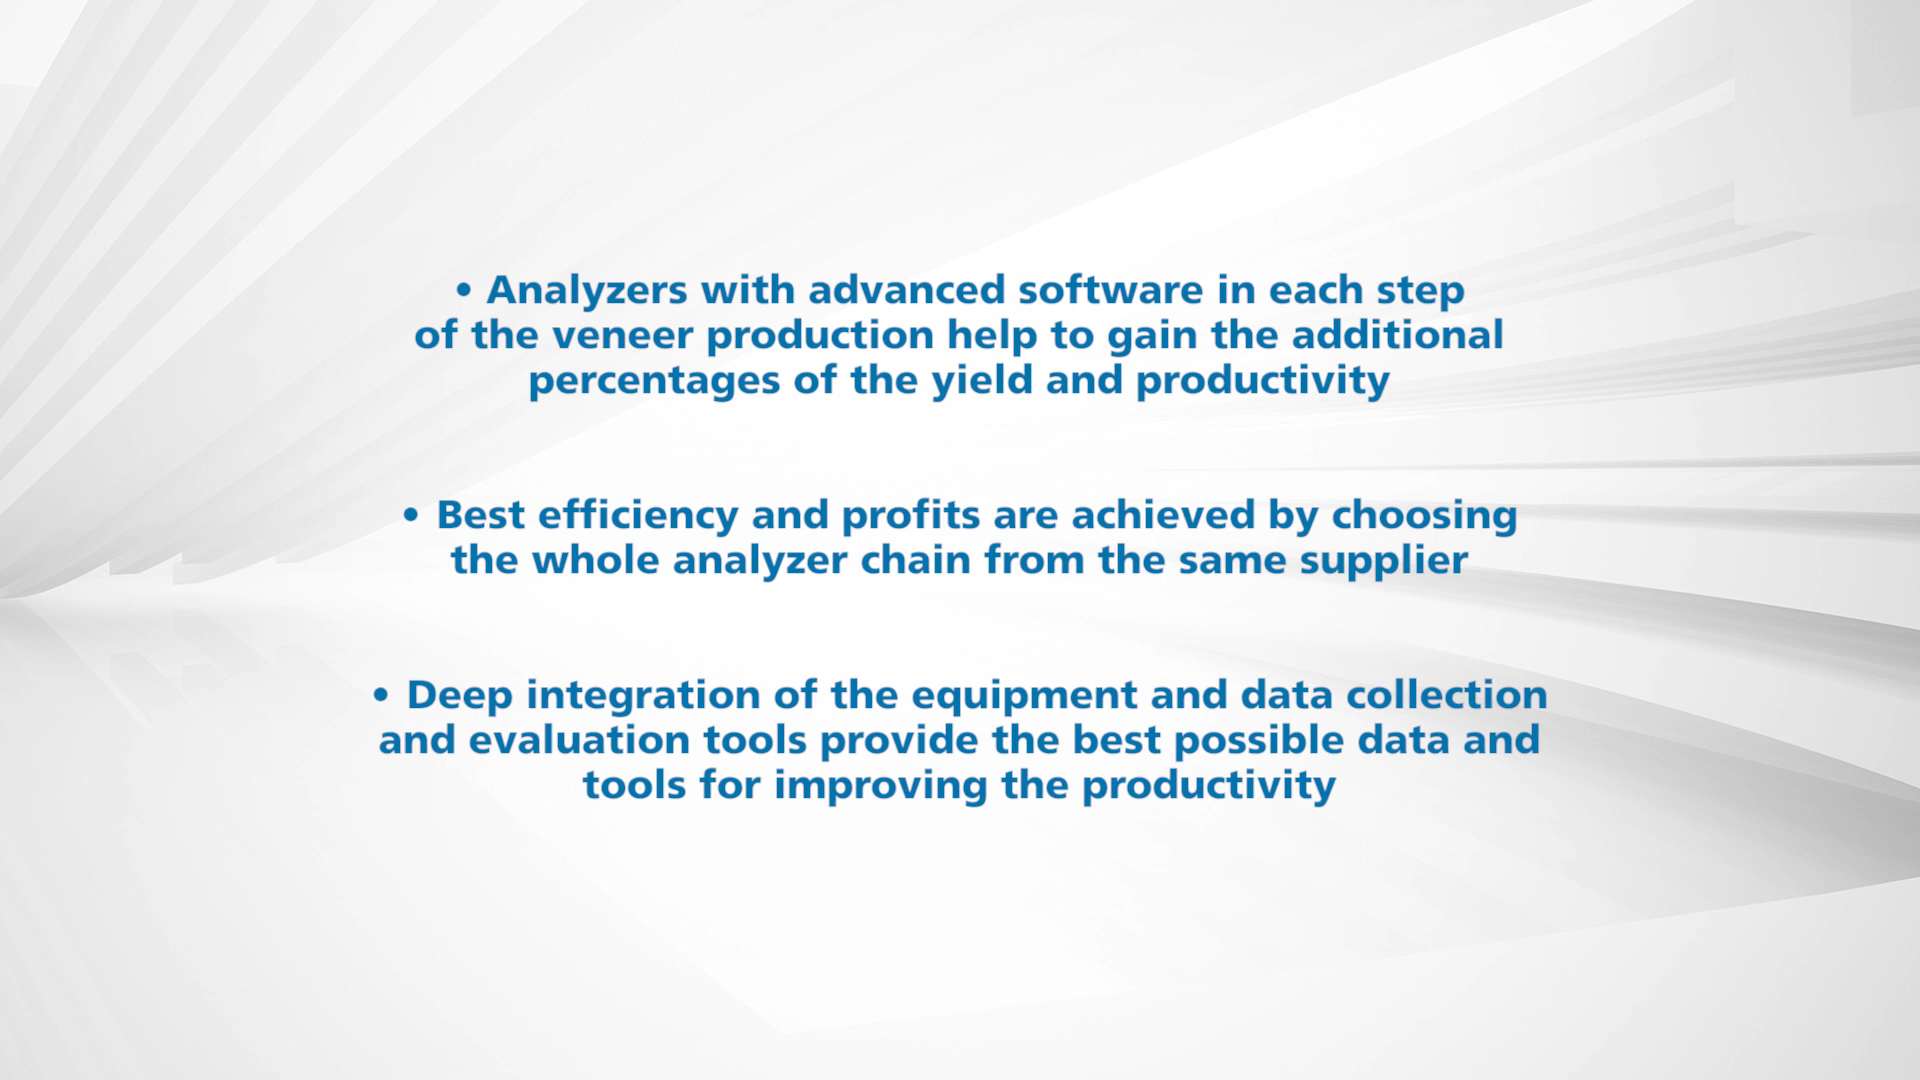 • Analyzers with advanced software in each step
of the veneer production help to gain the additional
percentages of the yield and productivity
• Best efficiency and profits are achieved by choosing
the whole analyzer chain from the same supplier
• Deep integration of the equipment and data collection
and evaluation tools provide the best possible data and
tools for improving the productivity